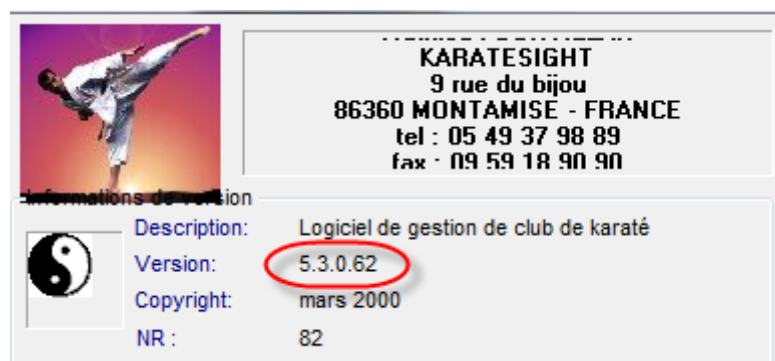 KARATESIGHT
9 rue du bijou
86360 MONTAMISE - FRANCE
tel : 05 49 37 98 89
fax : 09 59 18 90 90
Informations de version
Description: Logiciel de gestion de club de karaté
Version: 5.3.0.62
Copyright: mars 2000
NR : 82